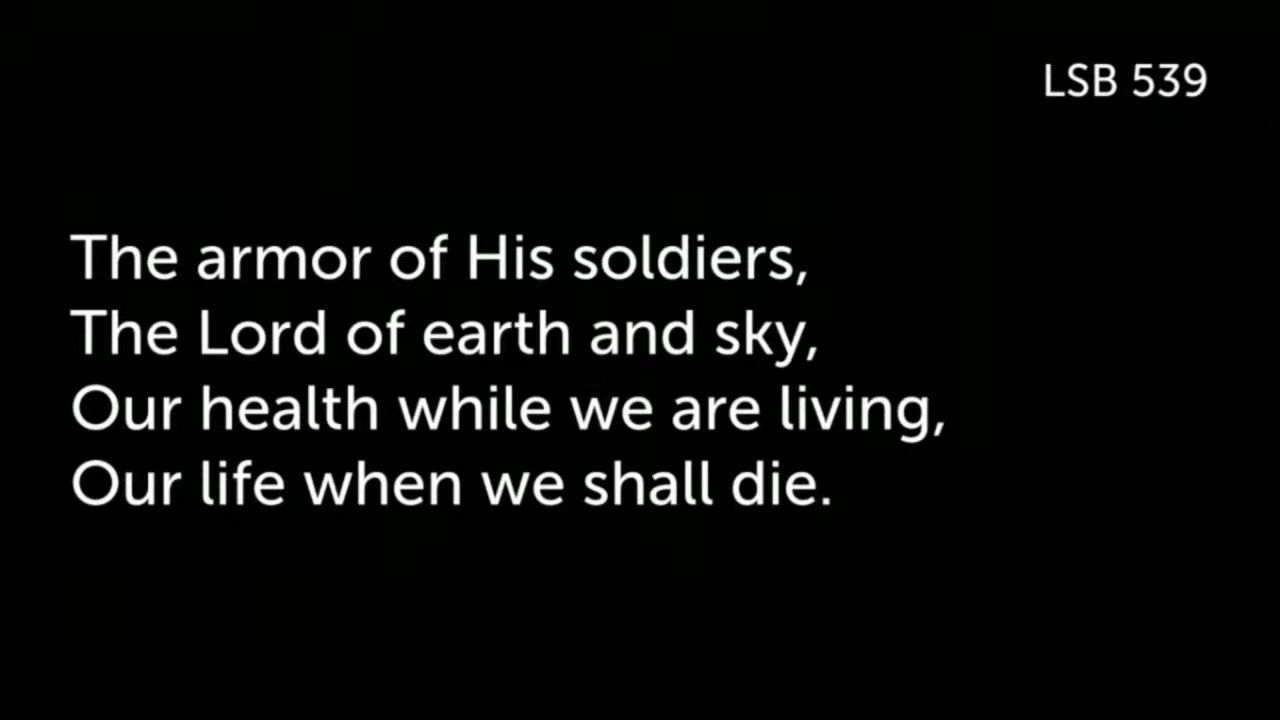 LSB 539
The armor of His soldiers,
The Lord of earth and sky,
Our health while we are living,
Our life when we shall die.